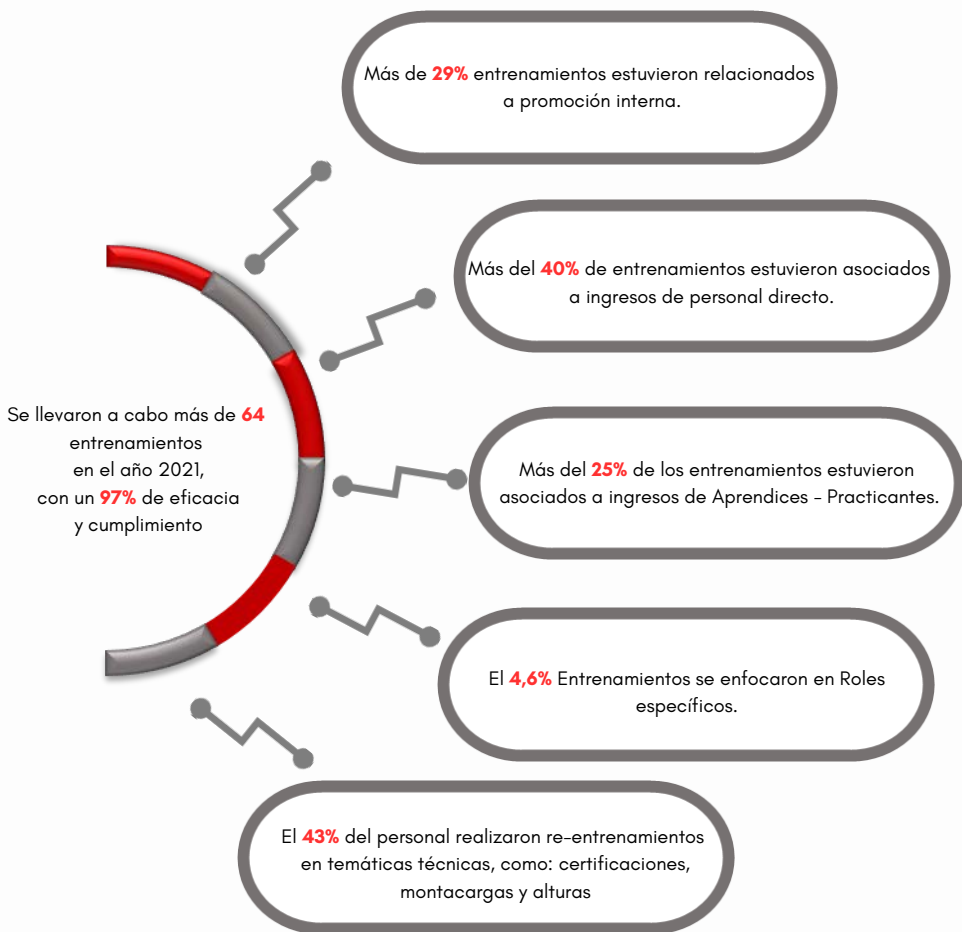 Más de 29% entrenamientos estuvieron relacionados
a promoción interna.
Más del 40% de entrenamientos estuvieron asociados
a ingresos de personal directo.
Se llevaron a cabo más de 64
entrenamientos
en el año 2021,
con un 97% de eficacia
y cumplimiento
Más del 25% de los entrenamientos estuvieron
asociados a ingresos de Aprendices - Practicantes.
El 4,6% Entrenamientos se enfocaron en Roles
específicos.
El 43% del personal realizaron re-entrenamientos
en temáticas técnicas, como: certificaciones,
montacargas y alturas